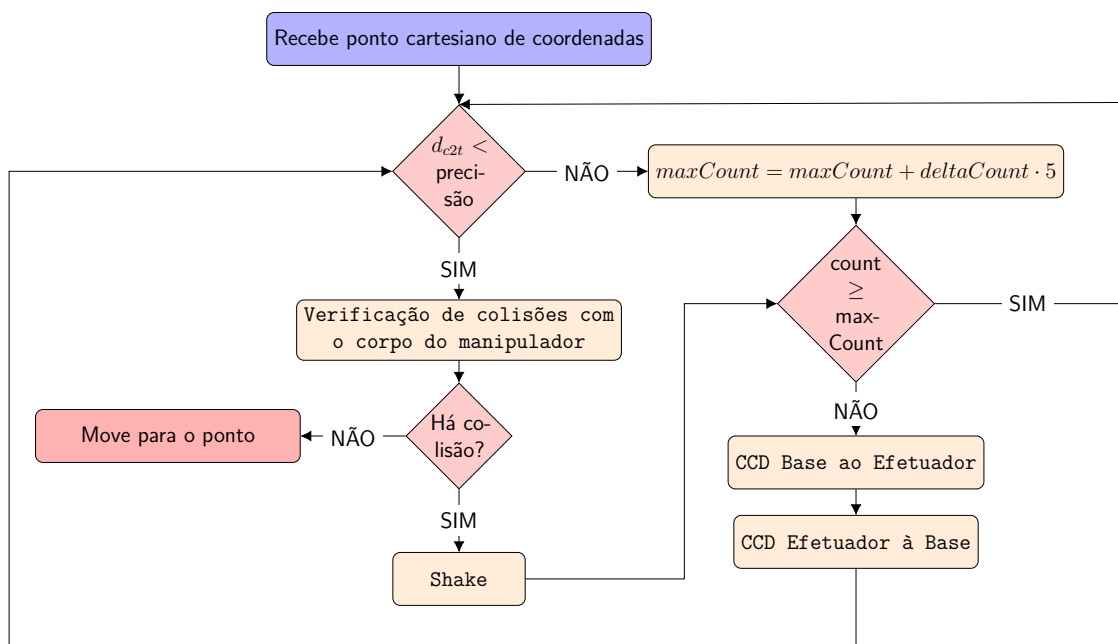 Recebe ponto cartesiano de coordenadas
d_{c2t} <
preci-
são
NÃO
maxCount = maxCount + deltaCount · 5
SIM
count
≥
max-
Count
SIM
Verificação de colisões com
o corpo do manipulador
NÃO
Há co-
lisão?
NÃO
Move para o ponto
CCD Base ao Efetuador
SIM
CCD Efetuador à Base
Shake